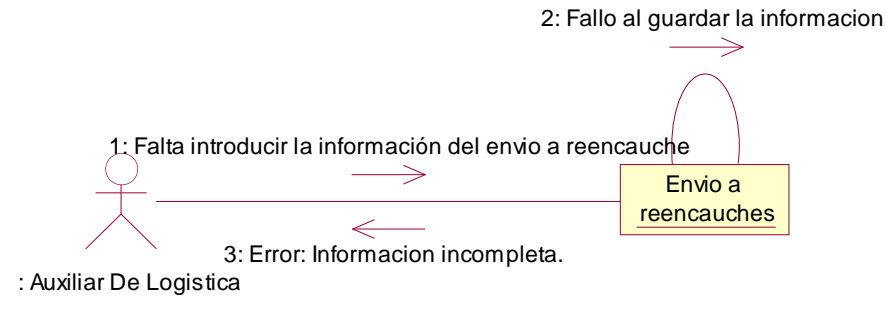 2: Fallo al guardar la informacion
1: Falta introducir la información del envio a reencauche
Envio a
reencauches
3: Error: Informacion incompleta.
: Auxiliar De Logistica